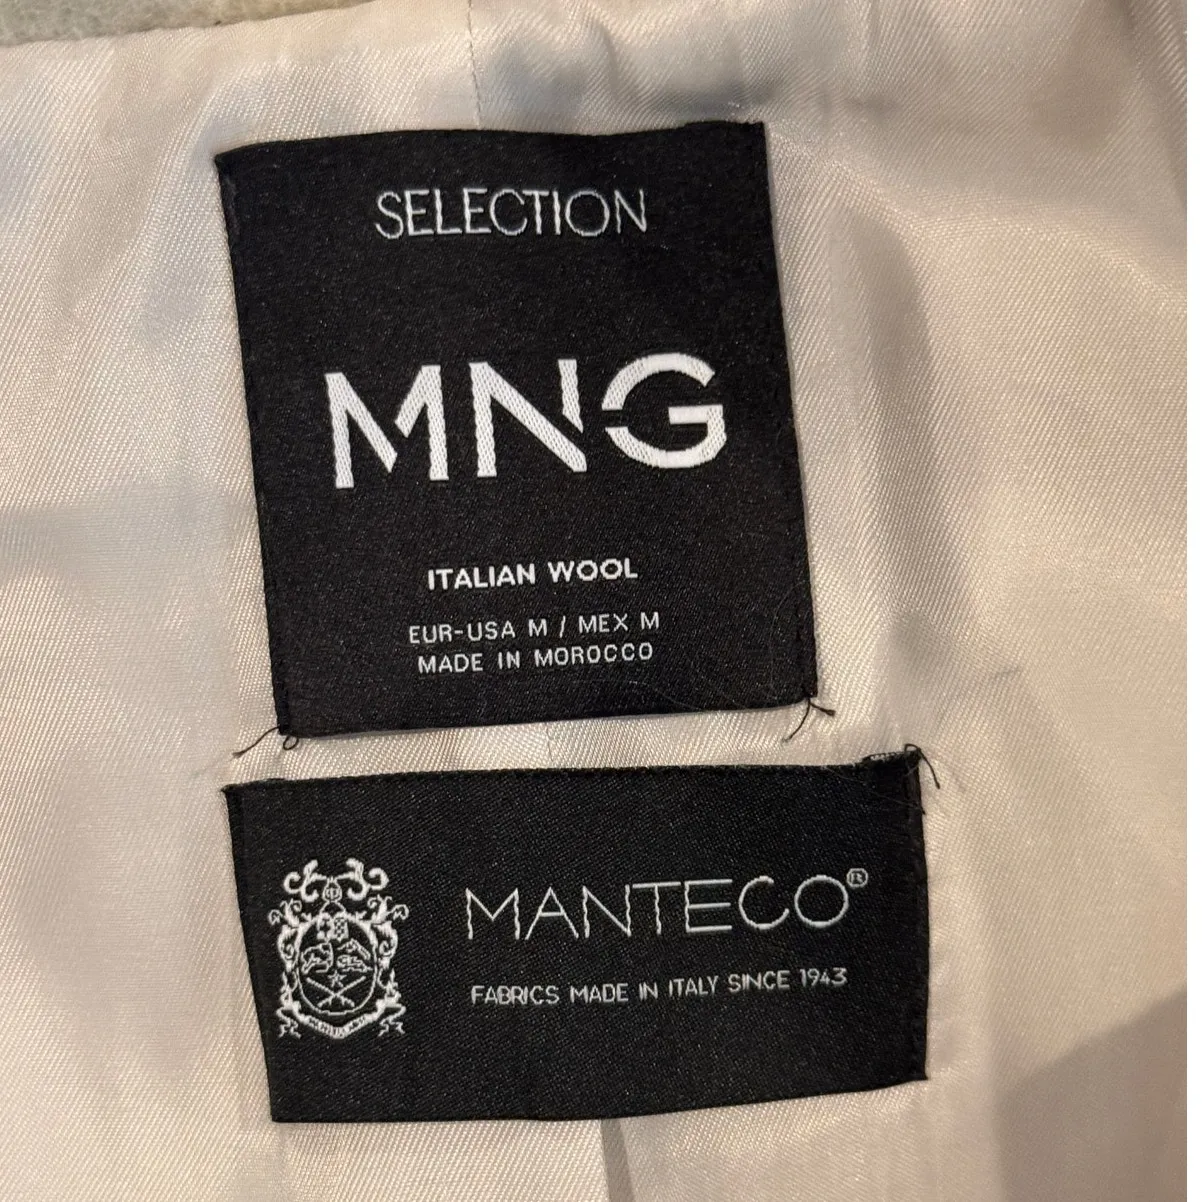 SELECTION
MNG
ITALIAN WOOL
EUR-USA M / MEX M
MADE IN MOROCCO
MANTECO®
FABRICS MADE IN ITALY SINCE 1943